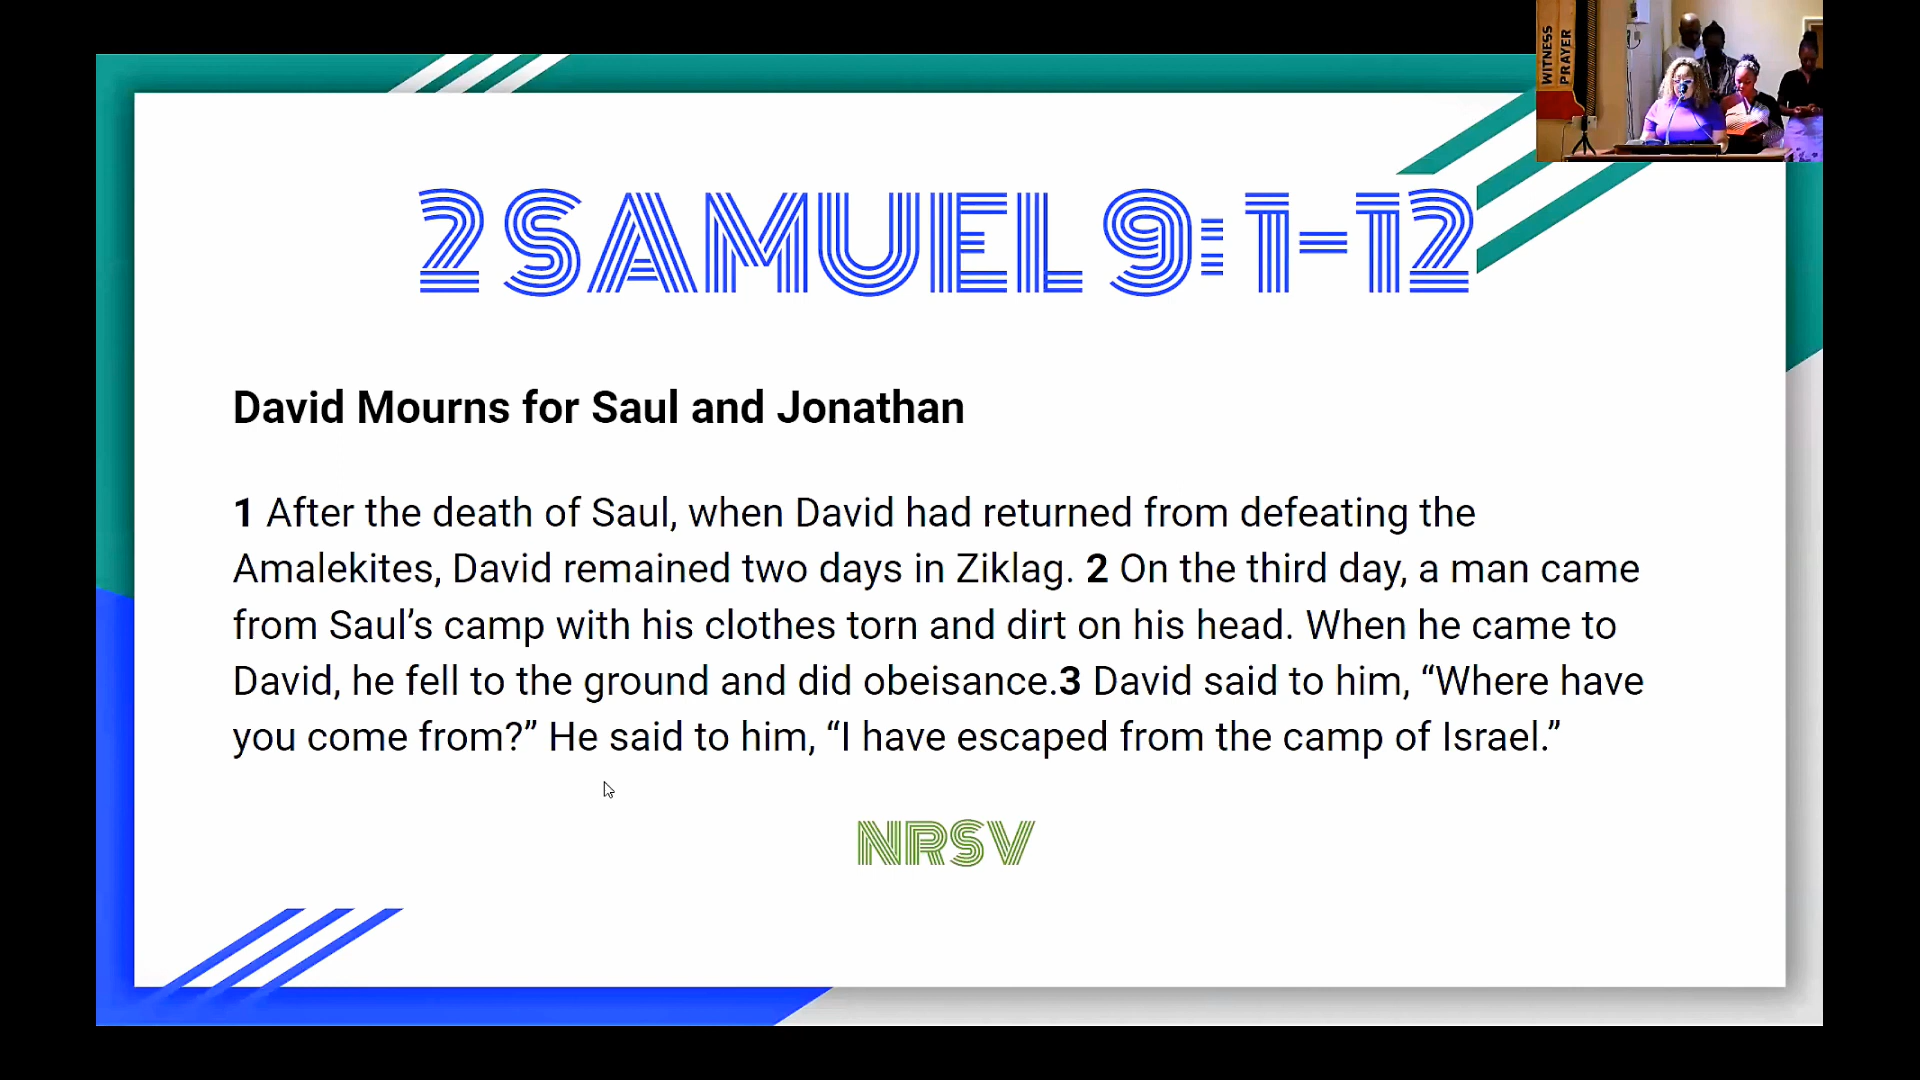 WITNESS
PRAYER
2 SAMUEL 9: 1-12
David Mourns for Saul and Jonathan
1 After the death of Saul, when David had returned from defeating the
Amalekites, David remained two days in Ziklag. 2 On the third day, a man came
from Saul’s camp with his clothes torn and dirt on his head. When he came to
David, he fell to the ground and did obeisance.3 David said to him, “Where have
you come from?” He said to him, “I have escaped from the camp of Israel.”
NRSV